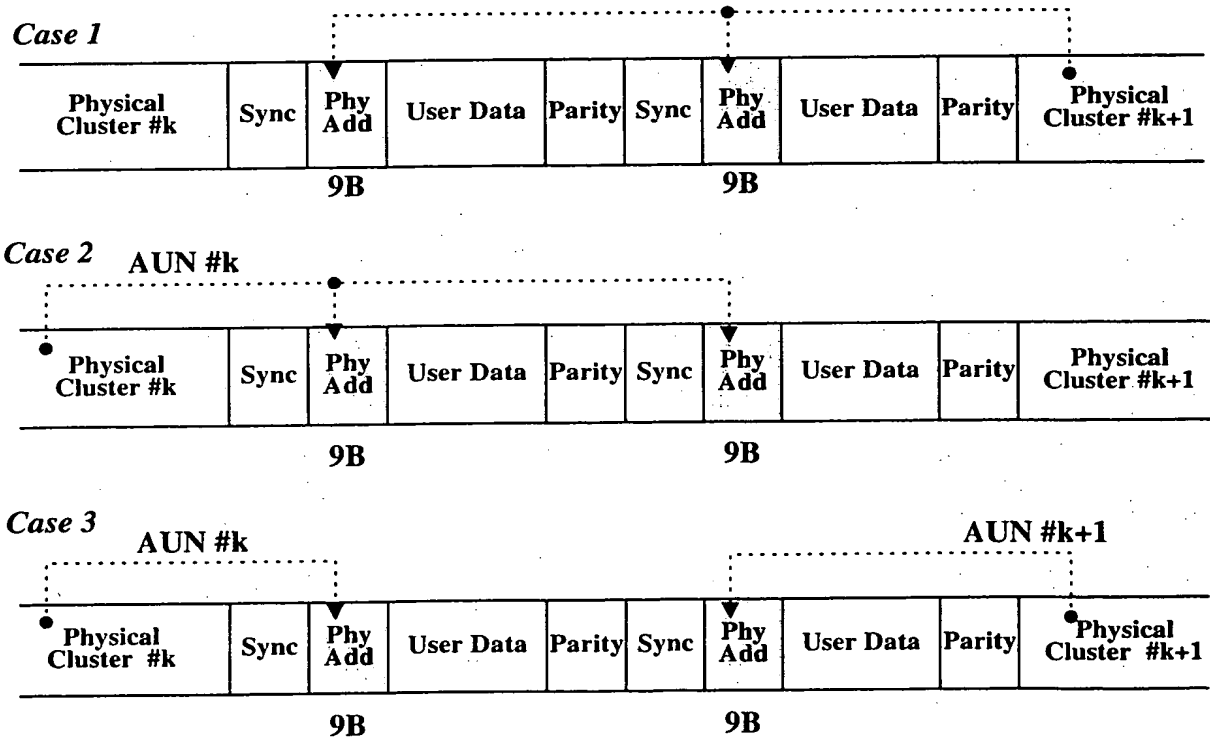 Case 1
Physical Cluster #k Sync Phy Add User Data Parity Sync Phy Add User Data Parity Physical Cluster #k+1
9B 9B
Case 2
AUN #k
Physical Cluster #k Sync Phy Add User Data Parity Sync Phy Add User Data Parity Physical Cluster #k+1
9B 9B
Case 3
AUN #k AUN #k+1
Physical Cluster #k Sync Phy Add User Data Parity Sync Phy Add User Data Parity Physical Cluster #k+1
9B 9B